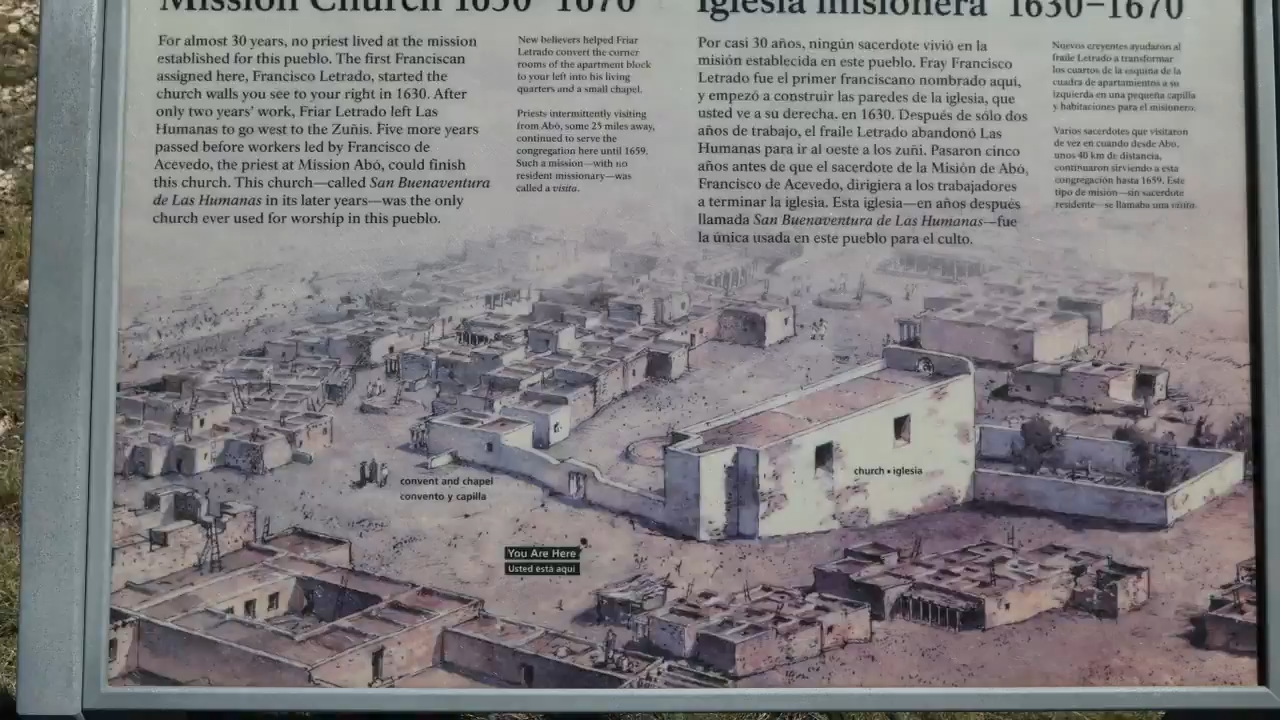 Mission Church 1630–1670
For almost 30 years, no priest lived at the mission
established for this pueblo. The first Franciscan
assigned here, Francisco Letrado, started the
church walls you see to your right in 1630. After
only two years' work, Friar Letrado left Las
Humanas to go west to the Zuñis. Five more years
passed before workers led by Francisco de
Acevedo, the priest at Mission Abó, could finish
this church. This church—called San Buenaventura
de Las Humanas in its later years—was the only
church ever used for worship in this pueblo.
New believers helped Friar
Letrado convert the corner
rooms of the apartment block
to your left into his living
quarters and a small chapel.
Priests intermittently visiting
from Abó, some 25 miles away,
continued to serve the
congregation here until 1659.
Such a mission—with no
resident missionary—was
called a visita.
Iglesia misionera 1630–1670
Por casi 30 años, ningún sacerdote vivió en la
misión establecida en este pueblo. Fray Francisco
Letrado fue el primer franciscano nombrado aquí,
y empezó a construir las paredes de la iglesia, que
usted ve a su derecha, en 1630. Después de sólo dos
años de trabajo, el fraile Letrado abandonó Las
Humanas para ir al oeste a los zuñi. Pasaron cinco
años antes de que el sacerdote de la Misión de Abó,
Francisco de Acevedo, dirigiera a los trabajadores
a terminar la iglesia. Esta iglesia—en años después
llamada San Buenaventura de Las Humanas—fue
la única usada en este pueblo para el culto.
Nuevos creyentes ayudaron al
fraile Letrado a transformar
los cuartos de la esquina de la
cuadra de apartamientos a su
izquierda en una pequeña capilla
y habitaciones para el misionero.
Varios sacerdotes que visitaron
de vez en cuando desde Abo,
unos 40 km de distancia,
continuaron sirviendo a esta
congregación hasta 1659. Este
tipo de misión—sin sacerdote
residente—se llamaba una visita.
convent and chapel
convento y capilla
church • iglesia
You Are Here
Usted está aquí